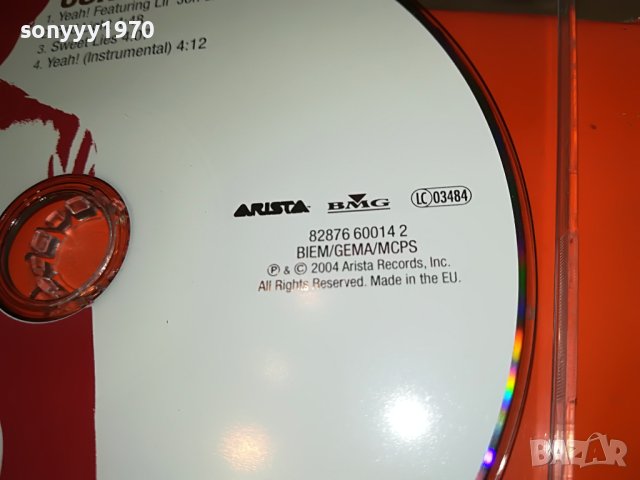 sonyyy1970
1. Yeah! Featuring Lil' Jon
3. Sweet Lies
4. Yeah! (Instrumental) 4:12
ARISTA BMG LC 03484
82876 60014 2
BIEM/GEMA/MCPS
℗ & © 2004 Arista Records, Inc.
All Rights Reserved. Made in the EU.
BAZAR